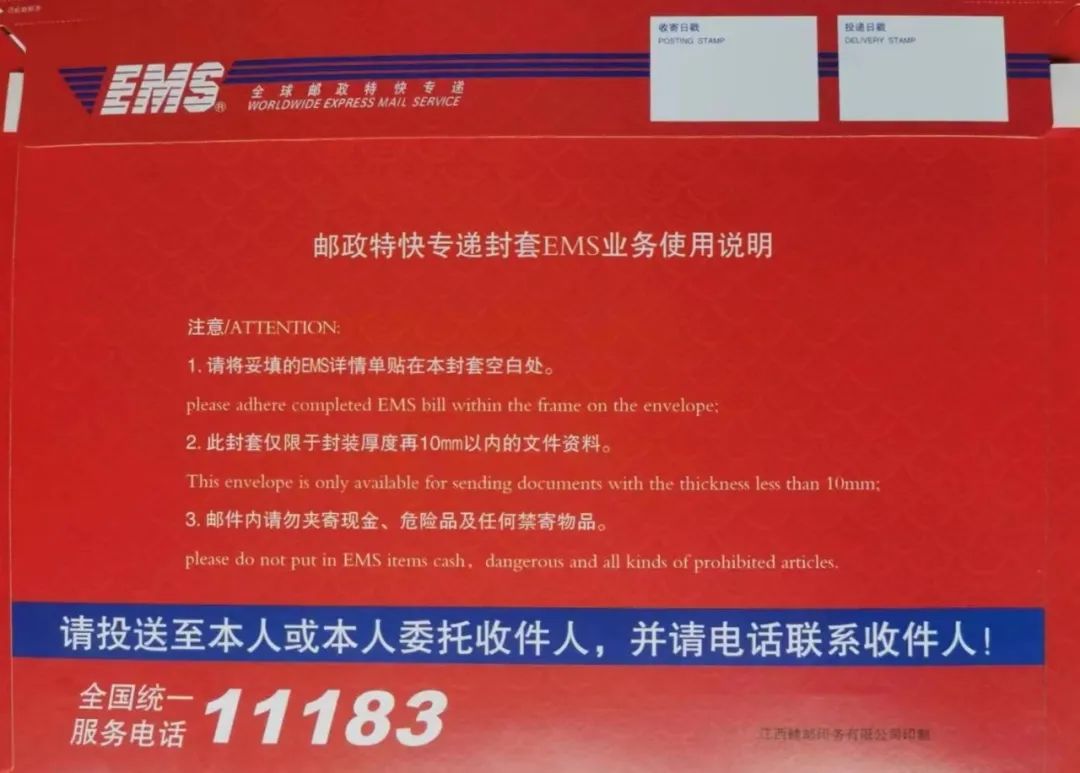 收寄日戳
POSTING STAMP
投递日戳
DELIVERY STAMP
EMS®
全球邮政特快专递
WORLDWIDE EXPRESS MAIL SERVICE
邮政特快专递封套EMS业务使用说明
注意/ATTENTION:
1. 请将妥填的EMS详情单贴在本封套空白处。
please adhere completed EMS bill within the frame on the envelope;
2. 此封套仅限于封装厚度再10mm以内的文件资料。
This envelope is only available for sending documents with the thickness less than 10mm;
3. 邮件内请勿夹寄现金、危险品及任何禁寄物品。
please do not put in EMS items cash, dangerous and all kinds of prohibited articles.
请投送至本人或本人委托收件人，并请电话联系收件人！
全国统一
服务电话 11183